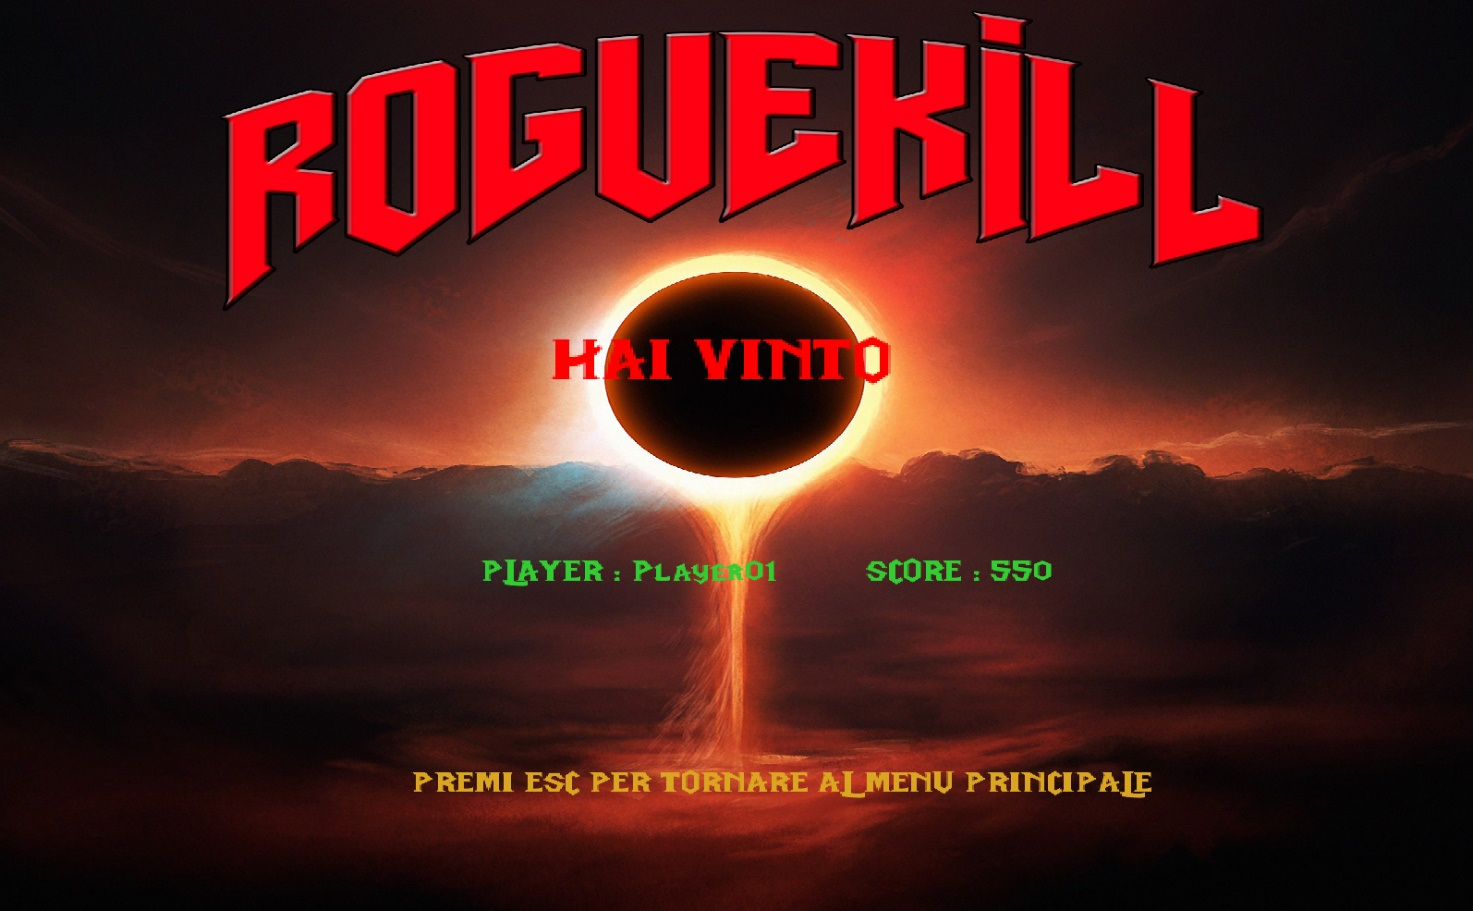 ROGUEKiLL
HAI VINTO
PLAYER : Player01 SCORE : 550
PREMI ESC PER TORNARE AL MENU PRINCIPALE